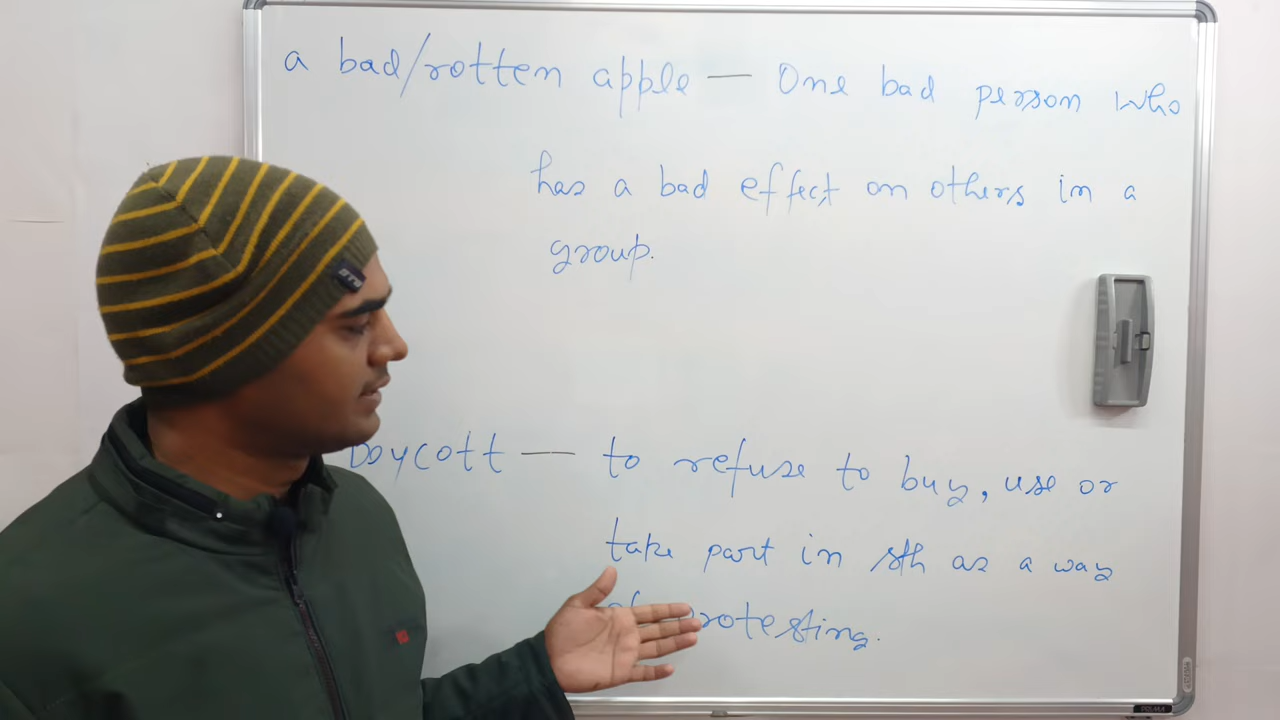 a bad/rotten apple — One bad person who
has a bad effect on others in a
group.
Boycott — to refuse to buy, use or
take part in sth as a way
of protesting.